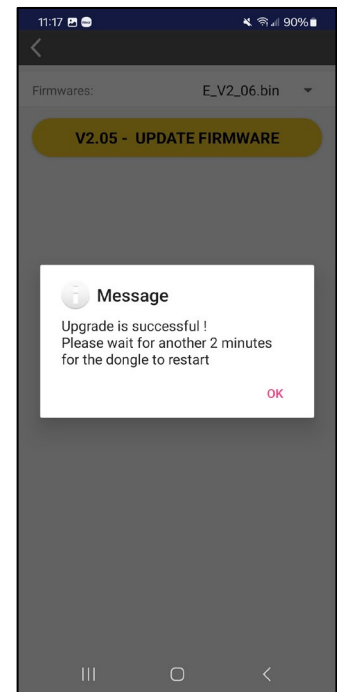 11:17 90%
Firmwares: E_V2_06.bin
V2.05 - UPDATE FIRMWARE
Message
Upgrade is successful !
Please wait for another 2 minutes
for the dongle to restart
OK